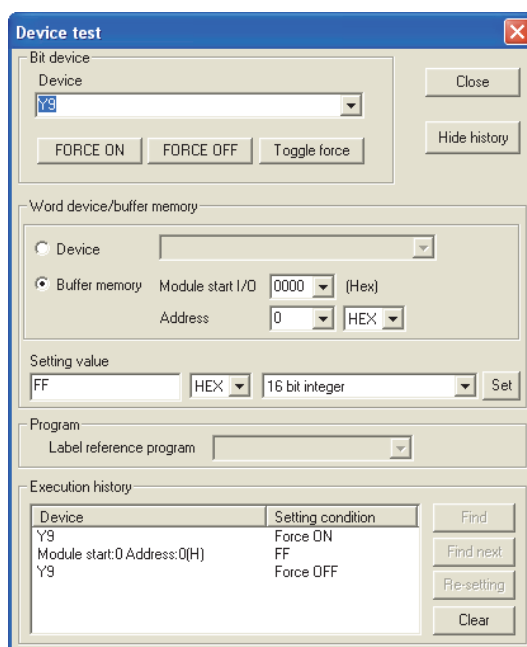 Device test
Bit device
Device
Y9
Close
FORCE ON FORCE OFF Toggle force
Hide history
Word device/buffer memory
Device
Buffer memory Module start I/O 0000 (Hex)
Address 0 HEX
Setting value
FF HEX 16 bit integer Set
Program
Label reference program
Execution history
Device Setting condition
Y9 Force ON
Module start:0 Address:0(H) FF
Y9 Force OFF
Find
Find next
Re-setting
Clear